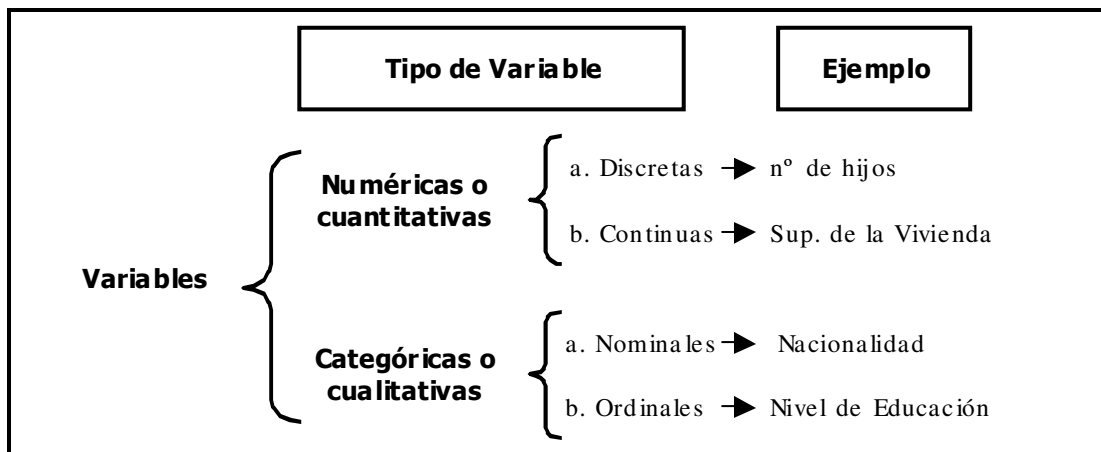 Tipo de Variable
Ejemplo
Variables
Numéricas o
cuantitativas
a. Discretas
nº de hijos
b. Continuas
Sup. de la Vivienda
Categóricas o
cualitativas
a. Nominales
Nacionalidad
b. Ordinales
Nivel de Educación